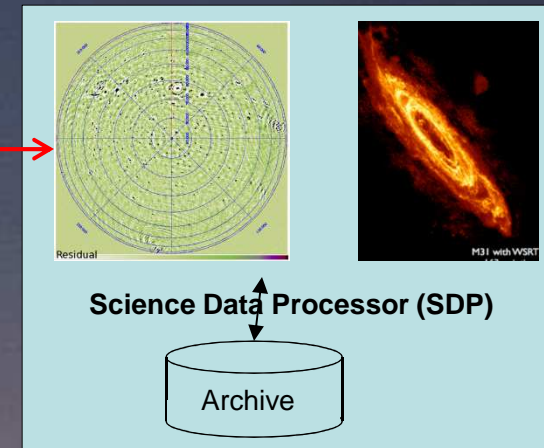 Residual
M31 with WSRT
Science Data Processor (SDP)
Archive